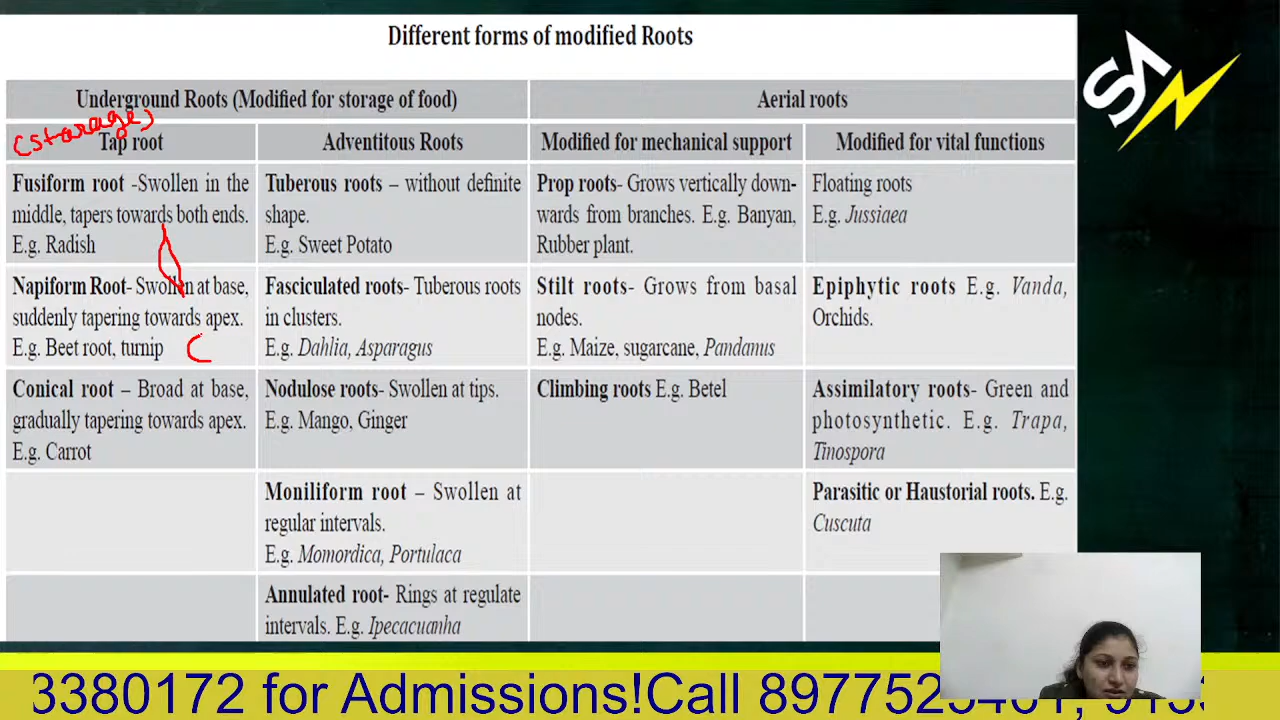 Different forms of modified Roots
SAN
Underground Roots (Modified for storage of food)
Aerial roots
(storage)
Tap root
Adventitous Roots
Modified for mechanical support
Modified for vital functions
Fusiform root -Swollen in the
middle, tapers towards both ends.
E.g. Radish
Tuberous roots – without definite
shape.
E.g. Sweet Potato
Prop roots- Grows vertically down-
wards from branches. E.g. Banyan,
Rubber plant.
Floating roots
E.g. Jussiaea
Napiform Root- Swollen at base,
suddenly tapering towards apex.
E.g. Beet root, turnip
Fasciculated roots- Tuberous roots
in clusters.
E.g. Dahlia, Asparagus
Stilt roots- Grows from basal
nodes.
E.g. Maize, sugarcane, Pandanus
Epiphytic roots E.g. Vanda,
Orchids.
Conical root – Broad at base,
gradually tapering towards apex.
E.g. Carrot
Nodulose roots- Swollen at tips.
E.g. Mango, Ginger
Climbing roots E.g. Betel
Assimilatory roots- Green and
photosynthetic. E.g. Trapa,
Tinospora
Moniliform root – Swollen at
regular intervals.
E.g. Momordica, Portulaca
Parasitic or Haustorial roots. E.g.
Cuscuta
Annulated root- Rings at regulate
intervals. E.g. Ipecacuanha
3380172 for Admissions!Call